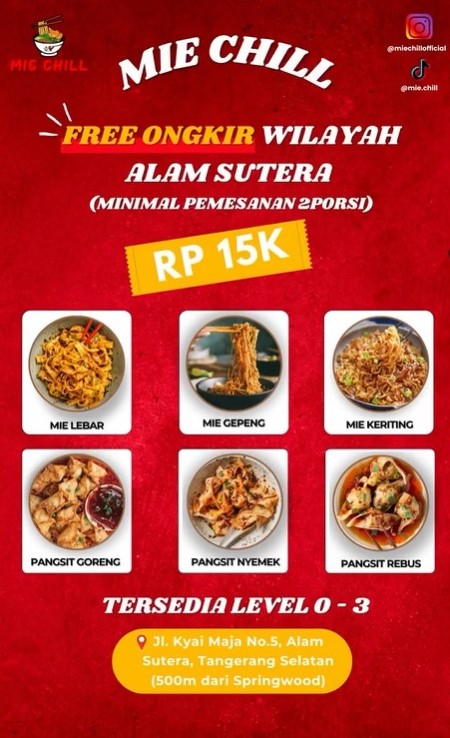 MIE CHILL
MIE CHILL
@miechillofficial
@mie.chill
FREE ONGKIR WILAYAH
ALAM SUTERA
(MINIMAL PEMESANAN 2PORSI)
RP 15K
MIE LEBAR
MIE GEPENG
MIE KERITING
PANGSIT GORENG
PANGSIT NYEMEK
PANGSIT REBUS
TERSEDIA LEVEL 0 - 3
Jl. Kyai Maja No.5, Alam
Sutera, Tangerang Selatan
(500m dari Springwood)